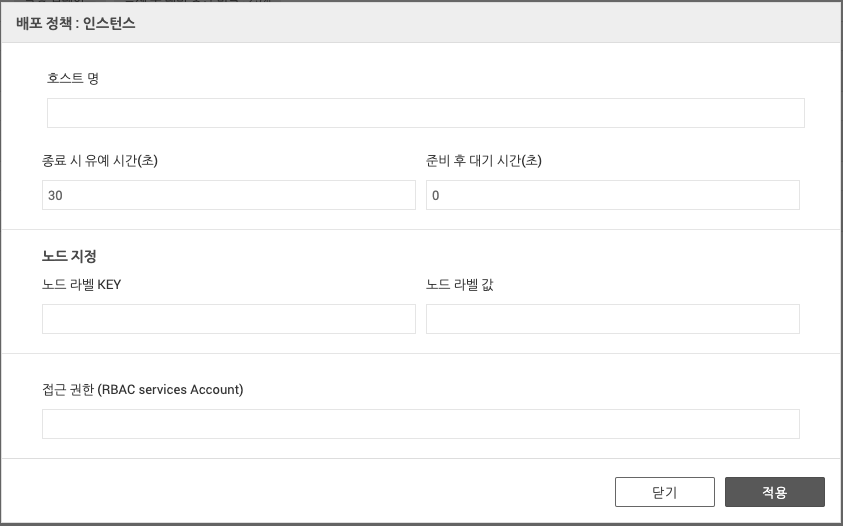 배포 정책 : 인스턴스
호스트 명
종료 시 유예 시간(초)
준비 후 대기 시간(초)
30
0
노드 지정
노드 라벨 KEY
노드 라벨 값
접근 권한 (RBAC services Account)
닫기
적용